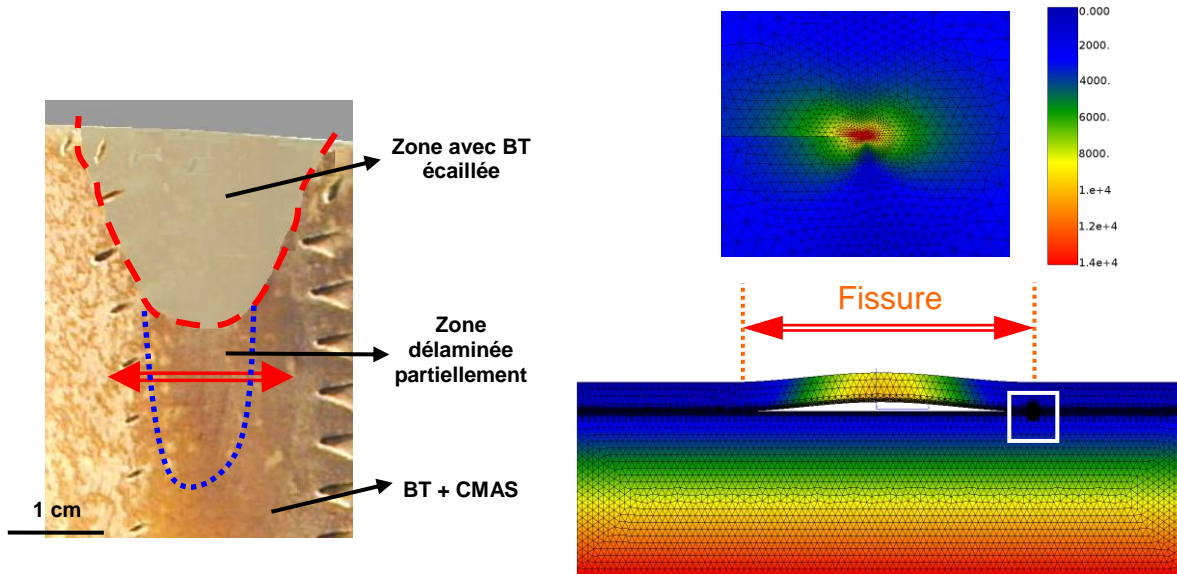 Zone avec BT
écaillée
Zone
délaminée
partiellement
BT + CMAS
1 cm
0.000
2000.
4000.
6000.
8000.
1.e+4
1.2e+4
1.4e+4
Fissure